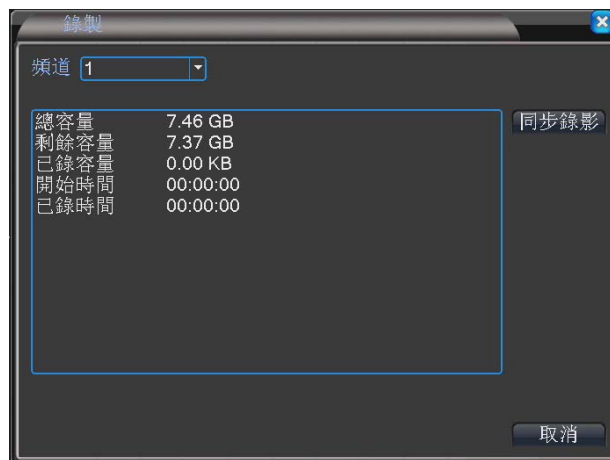 錄製
頻道 1
總容量 7.46 GB
剩餘容量 7.37 GB
已錄容量 0.00 KB
開始時間 00:00:00
已錄時間 00:00:00
同步錄影
取消